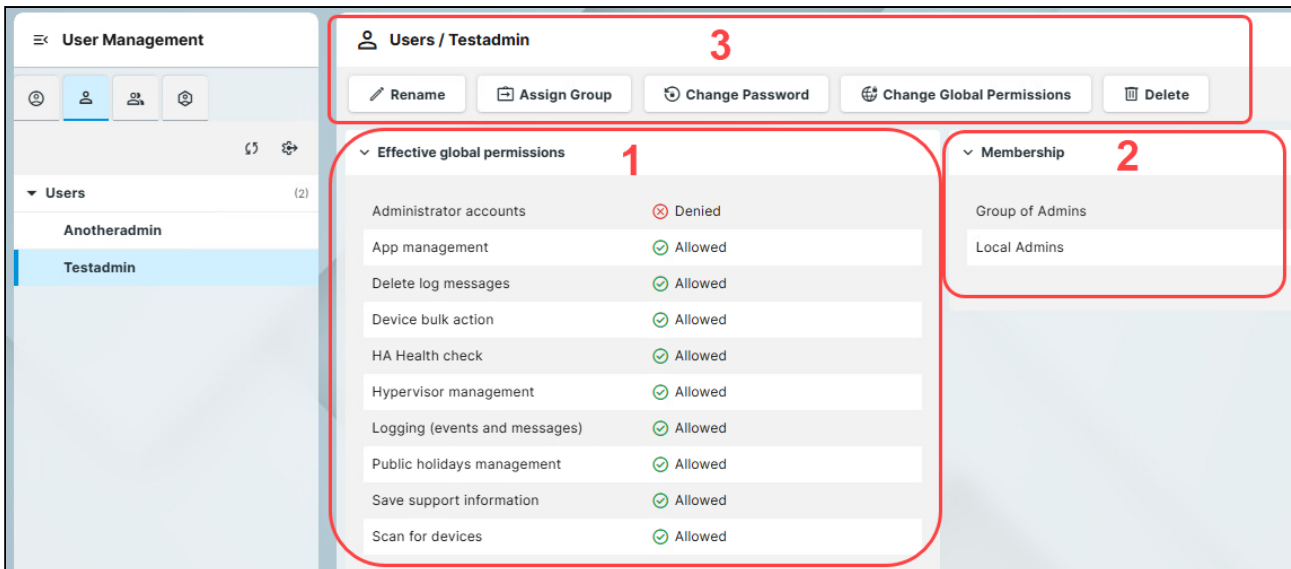 User Management
Users (2)
Anotheradmin
Testadmin
Users / Testadmin
3
Rename Assign Group Change Password Change Global Permissions Delete
Effective global permissions
1
Administrator accounts Denied
App management Allowed
Delete log messages Allowed
Device bulk action Allowed
HA Health check Allowed
Hypervisor management Allowed
Logging (events and messages) Allowed
Public holidays management Allowed
Save support information Allowed
Scan for devices Allowed
Membership
2
Group of Admins
Local Admins